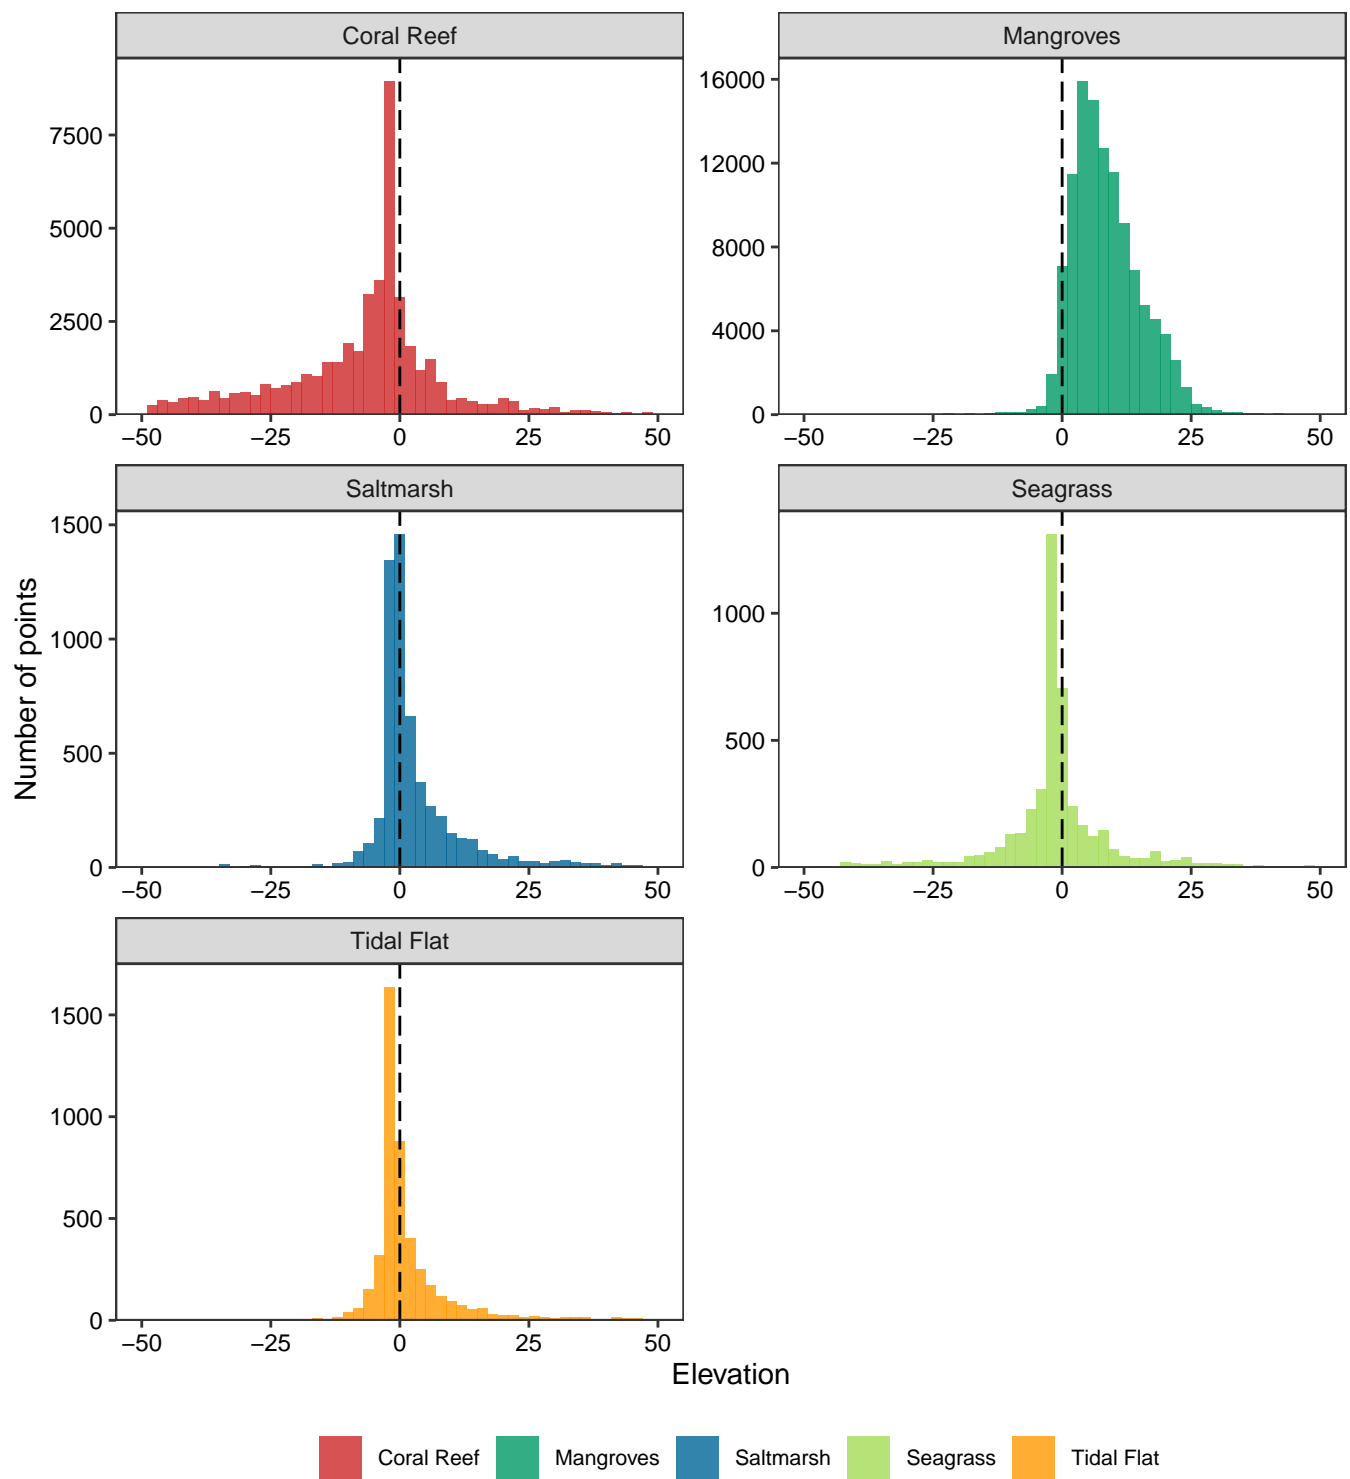 Coral Reef
Mangroves
7500
5000
2500
0
−50 −25 0 25 50
16000
12000
8000
4000
0
−50 −25 0 25 50
Saltmarsh
Seagrass
Number of points
1500
1000
500
0
−50 −25 0 25 50
1000
500
0
−50 −25 0 25 50
Tidal Flat
1500
1000
500
0
−50 −25 0 25 50
Elevation
Coral Reef Mangroves Saltmarsh Seagrass Tidal Flat